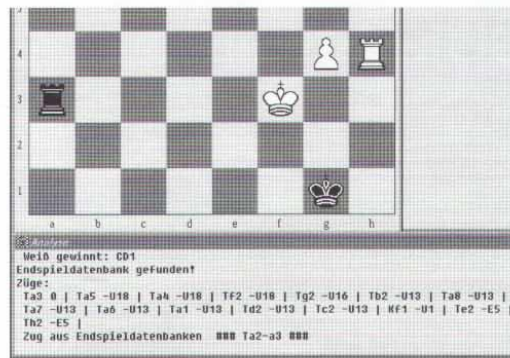 4
3
2
1
a b c d e f g h
Analyse
Weiß gewinnt: CD1
Endspieldatenbank gefunden!
Züge:
Ta3 0 | Ta5 -U18 | Ta4 -U18 | Tf2 -U18 | Tg2 -U16 | Tb2 -U13 | Ta8 -U13 |
Ta7 -U13 | Ta6 -U13 | Ta1 -U13 | Td2 -U13 | Tc2 -U13 | Kf1 -U1 | Te2 -E5 |
Th2 -E5 |
Zug aus Endspieldatenbanken ### Ta2-a3 ###